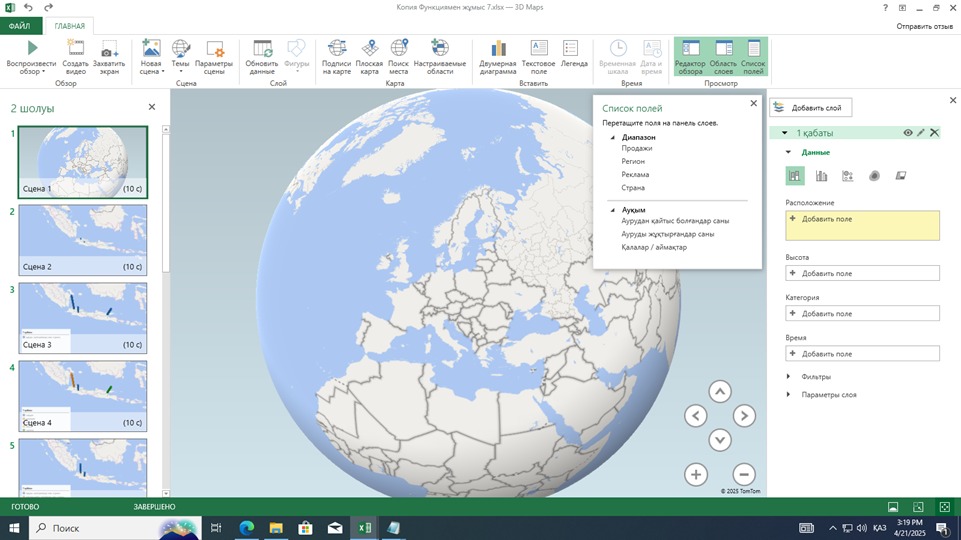 Копия Функциямен жұмыс 7.xlsx — 3D Maps
ФАЙЛ ГЛАВНАЯ
Отправить отзыв
Воспроизвести обзор
Создать видео
Захватить экран
Обзор
Новая сцена
Темы
Параметры сцены
Сцена
Обновить данные
Фигуры
Слой
Подписи на карте
Плоская карта
Поиск места
Настраиваемые области
Карта
Двумерная диаграмма
Текстовое поле
Легенда
Вставить
Временная шкала
Дата и время
Время
Редактор обзора
Область слоев
Список полей
Просмотр
2 шолуы
1
Сцена 1 (10 с)
2
Сцена 2 (10 с)
3
Сцена 3 (10 с)
4
Сцена 4 (10 с)
5
Список полей
Перетащите поля на панель слоев.
Диапазон
Продажи
Регион
Реклама
Страна
Ауқым
Аурудан қайтыс болғандар саны
Ауруды жұқтырғандар саны
Қалалар / аймақтар
© 2025 TomTom
Добавить слой
1 қабаты
Данные
Расположение
Добавить поле
Высота
Добавить поле
Категория
Добавить поле
Время
Добавить поле
Фильтры
Параметры слоя
ГОТОВО ЗАВЕРШЕНО
Поиск
ҚАЗ
3:19 PM
4/21/2025
1